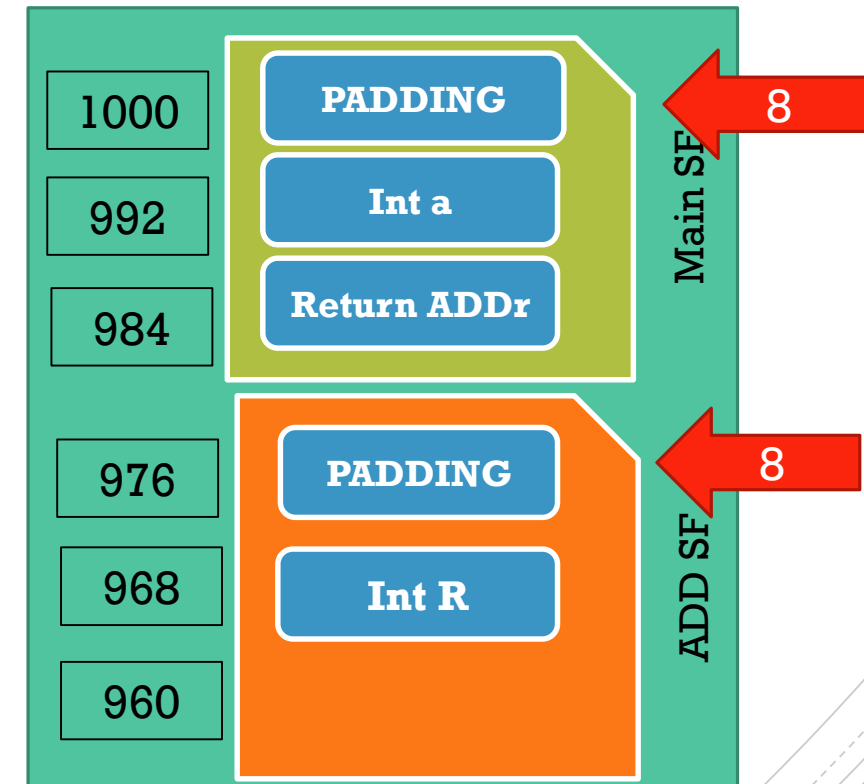 1000
PADDING
8
992
Int a
Main SF
984
Return ADDr
976
PADDING
8
968
Int R
ADD SF
960